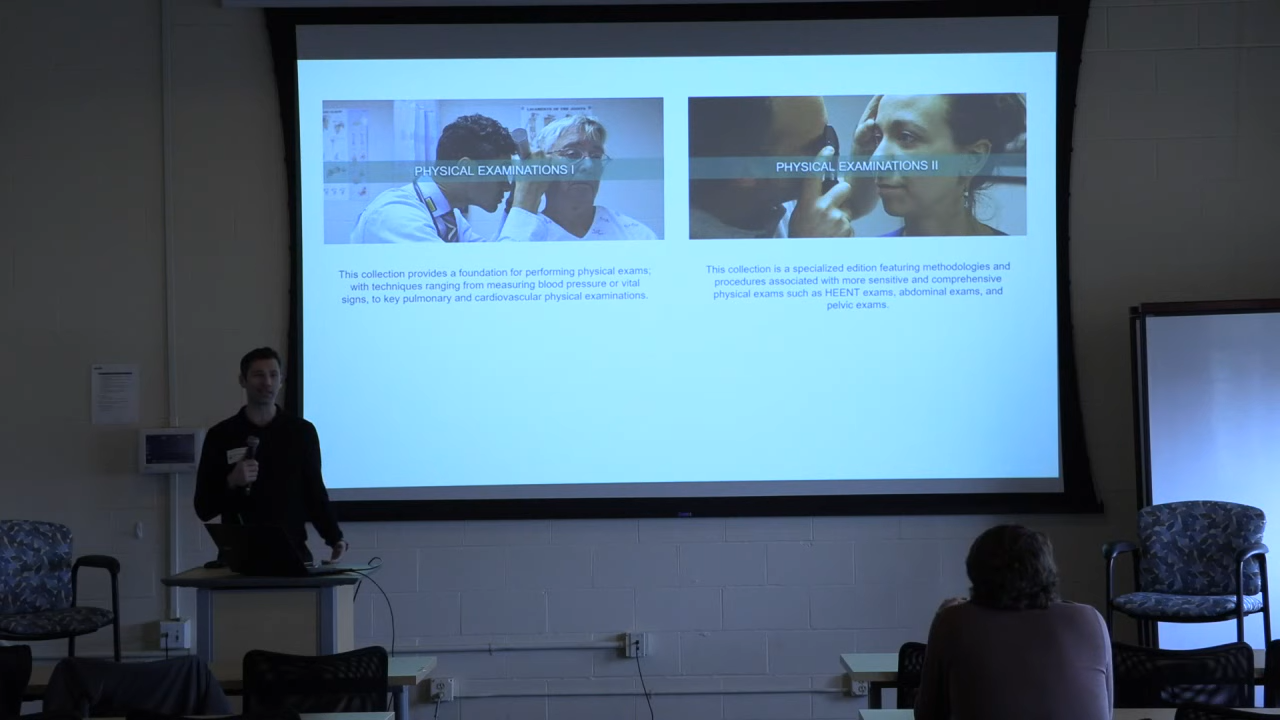 PHYSICAL EXAMINATIONS I
This collection provides a foundation for performing physical exams,
with techniques ranging from measuring blood pressure or vital
signs, to key pulmonary and cardiovascular physical examinations.
PHYSICAL EXAMINATIONS II
This collection is a specialized edition featuring methodologies and
procedures associated with more sensitive and comprehensive
physical exams such as HEENT exams, abdominal exams, and
pelvic exams.